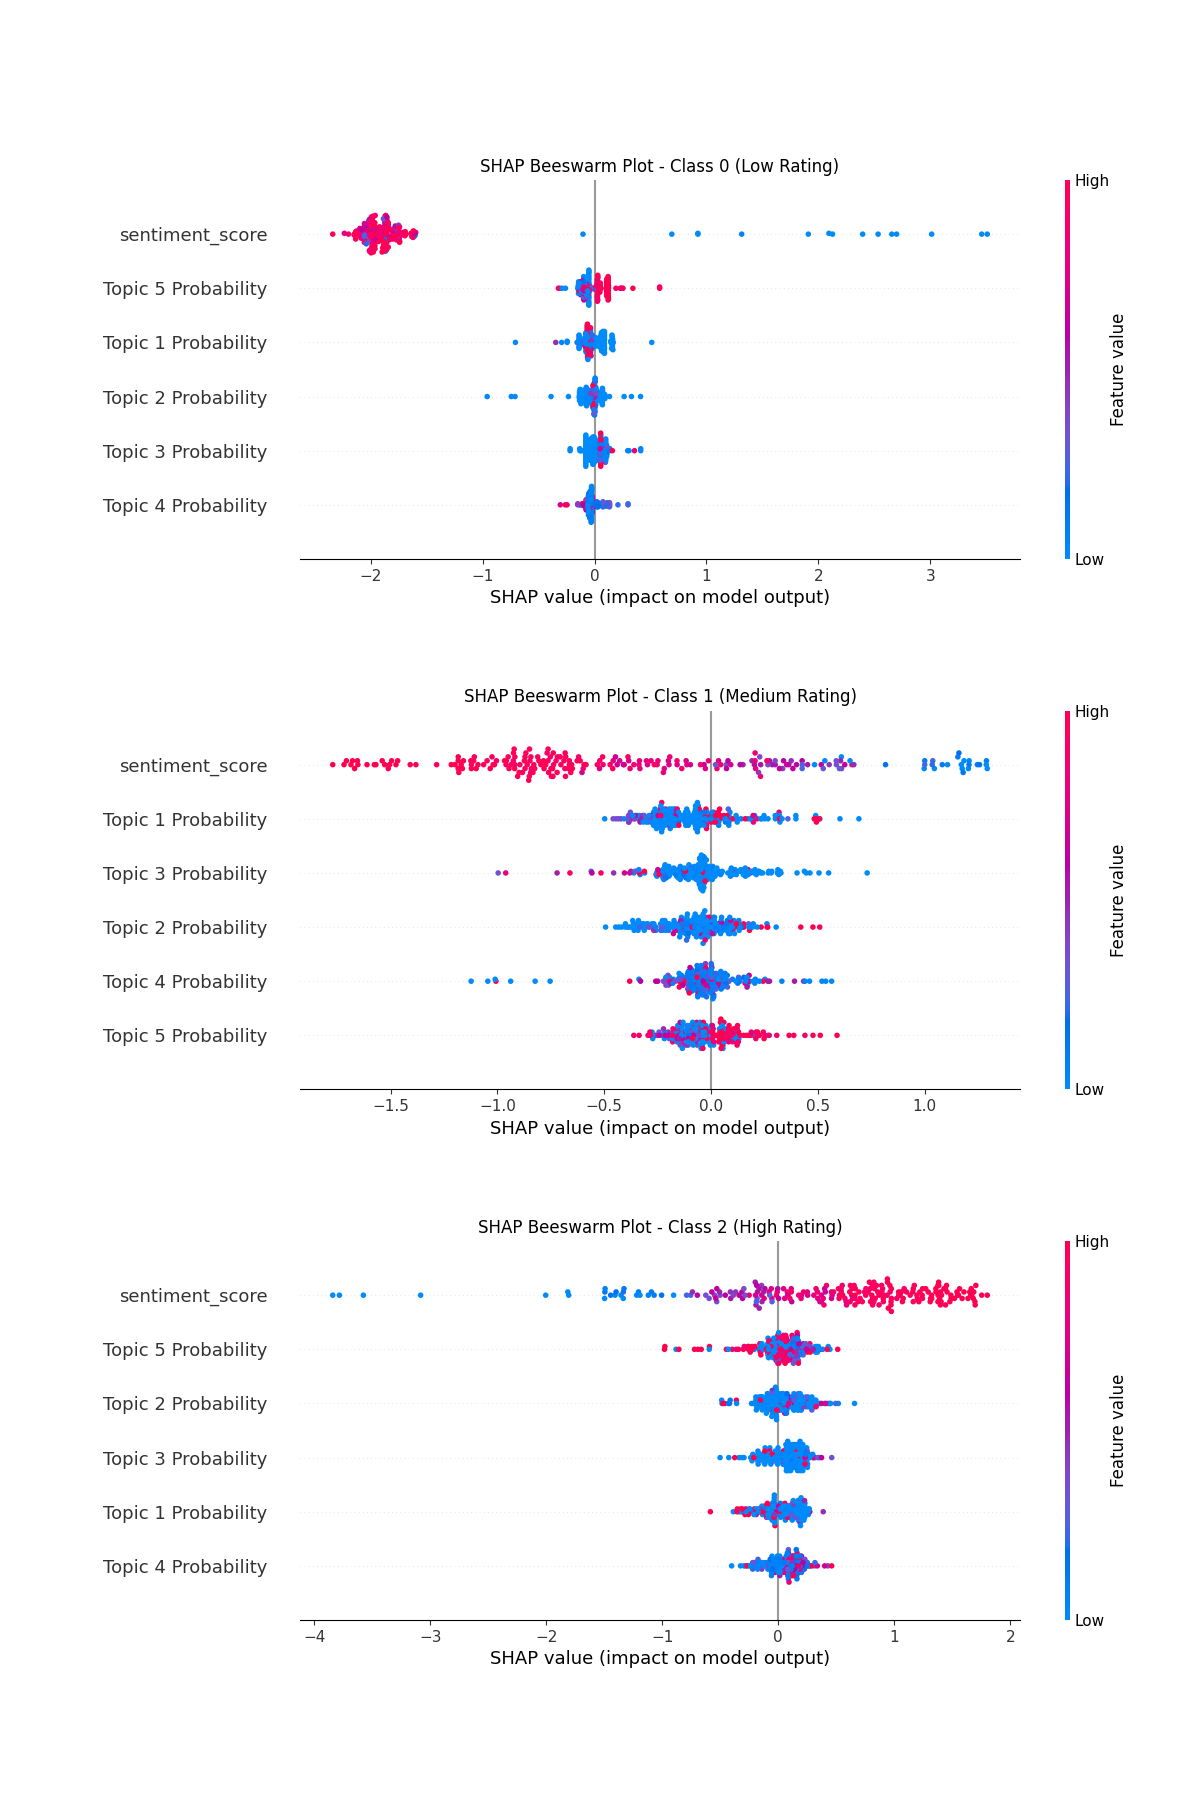 SHAP Beeswarm Plot - Class 0 (Low Rating)
High
sentiment_score
Topic 5 Probability
Topic 1 Probability
Topic 2 Probability
Topic 3 Probability
Topic 4 Probability
Feature value
Low
−2 −1 0 1 2 3
SHAP value (impact on model output)
SHAP Beeswarm Plot - Class 1 (Medium Rating)
High
sentiment_score
Topic 1 Probability
Topic 3 Probability
Topic 2 Probability
Topic 4 Probability
Topic 5 Probability
Feature value
Low
−1.5 −1.0 −0.5 0.0 0.5 1.0
SHAP value (impact on model output)
SHAP Beeswarm Plot - Class 2 (High Rating)
High
sentiment_score
Topic 5 Probability
Topic 2 Probability
Topic 3 Probability
Topic 1 Probability
Topic 4 Probability
Feature value
Low
−4 −3 −2 −1 0 1 2
SHAP value (impact on model output)